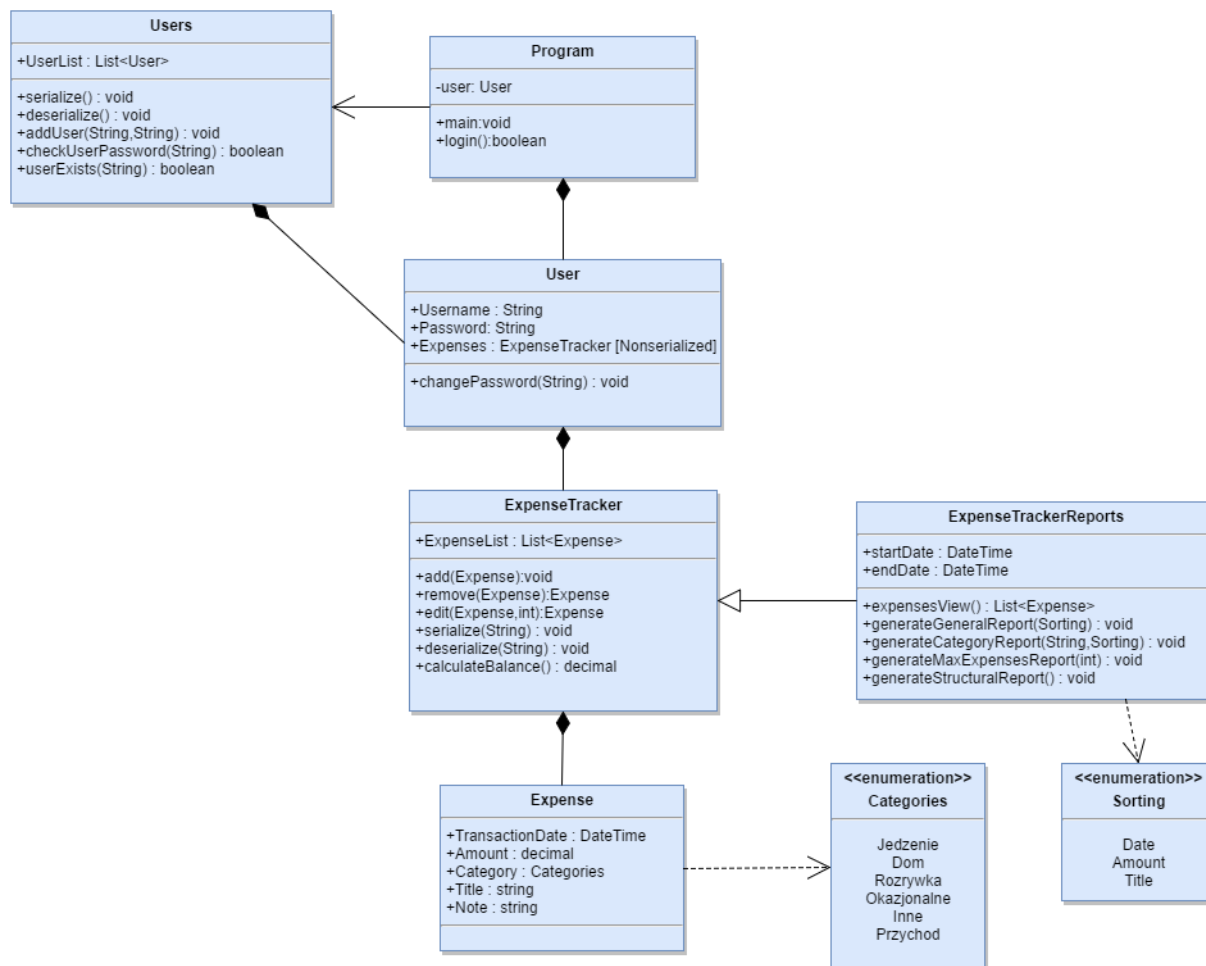 Users
+UserList : List<User>
+serialize() : void
+deserialize() : void
+addUser(String,String) : void
+checkUserPassword(String) : boolean
+userExists(String) : boolean
Program
-user: User
+main:void
+login():boolean
User
+Username : String
+Password: String
+Expenses : ExpenseTracker [Nonserialized]
+changePassword(String) : void
ExpenseTracker
+ExpenseList : List<Expense>
+add(Expense):void
+remove(Expense):Expense
+edit(Expense,int):Expense
+serialize(String) : void
+deserialize(String) : void
+calculateBalance() : decimal
ExpenseTrackerReports
+startDate : DateTime
+endDate : DateTime
+expensesView() : List<Expense>
+generateGeneralReport(Sorting) : void
+generateCategoryReport(String,Sorting) : void
+generateMaxExpensesReport(int) : void
+generateStructuralReport() : void
Expense
+TransactionDate : DateTime
+Amount : decimal
+Category : Categories
+Title : string
+Note : string
<<enumeration>>
Categories
Jedzenie
Dom
Rozrywka
Okazjonalne
Inne
Przychod
<<enumeration>>
Sorting
Date
Amount
Title